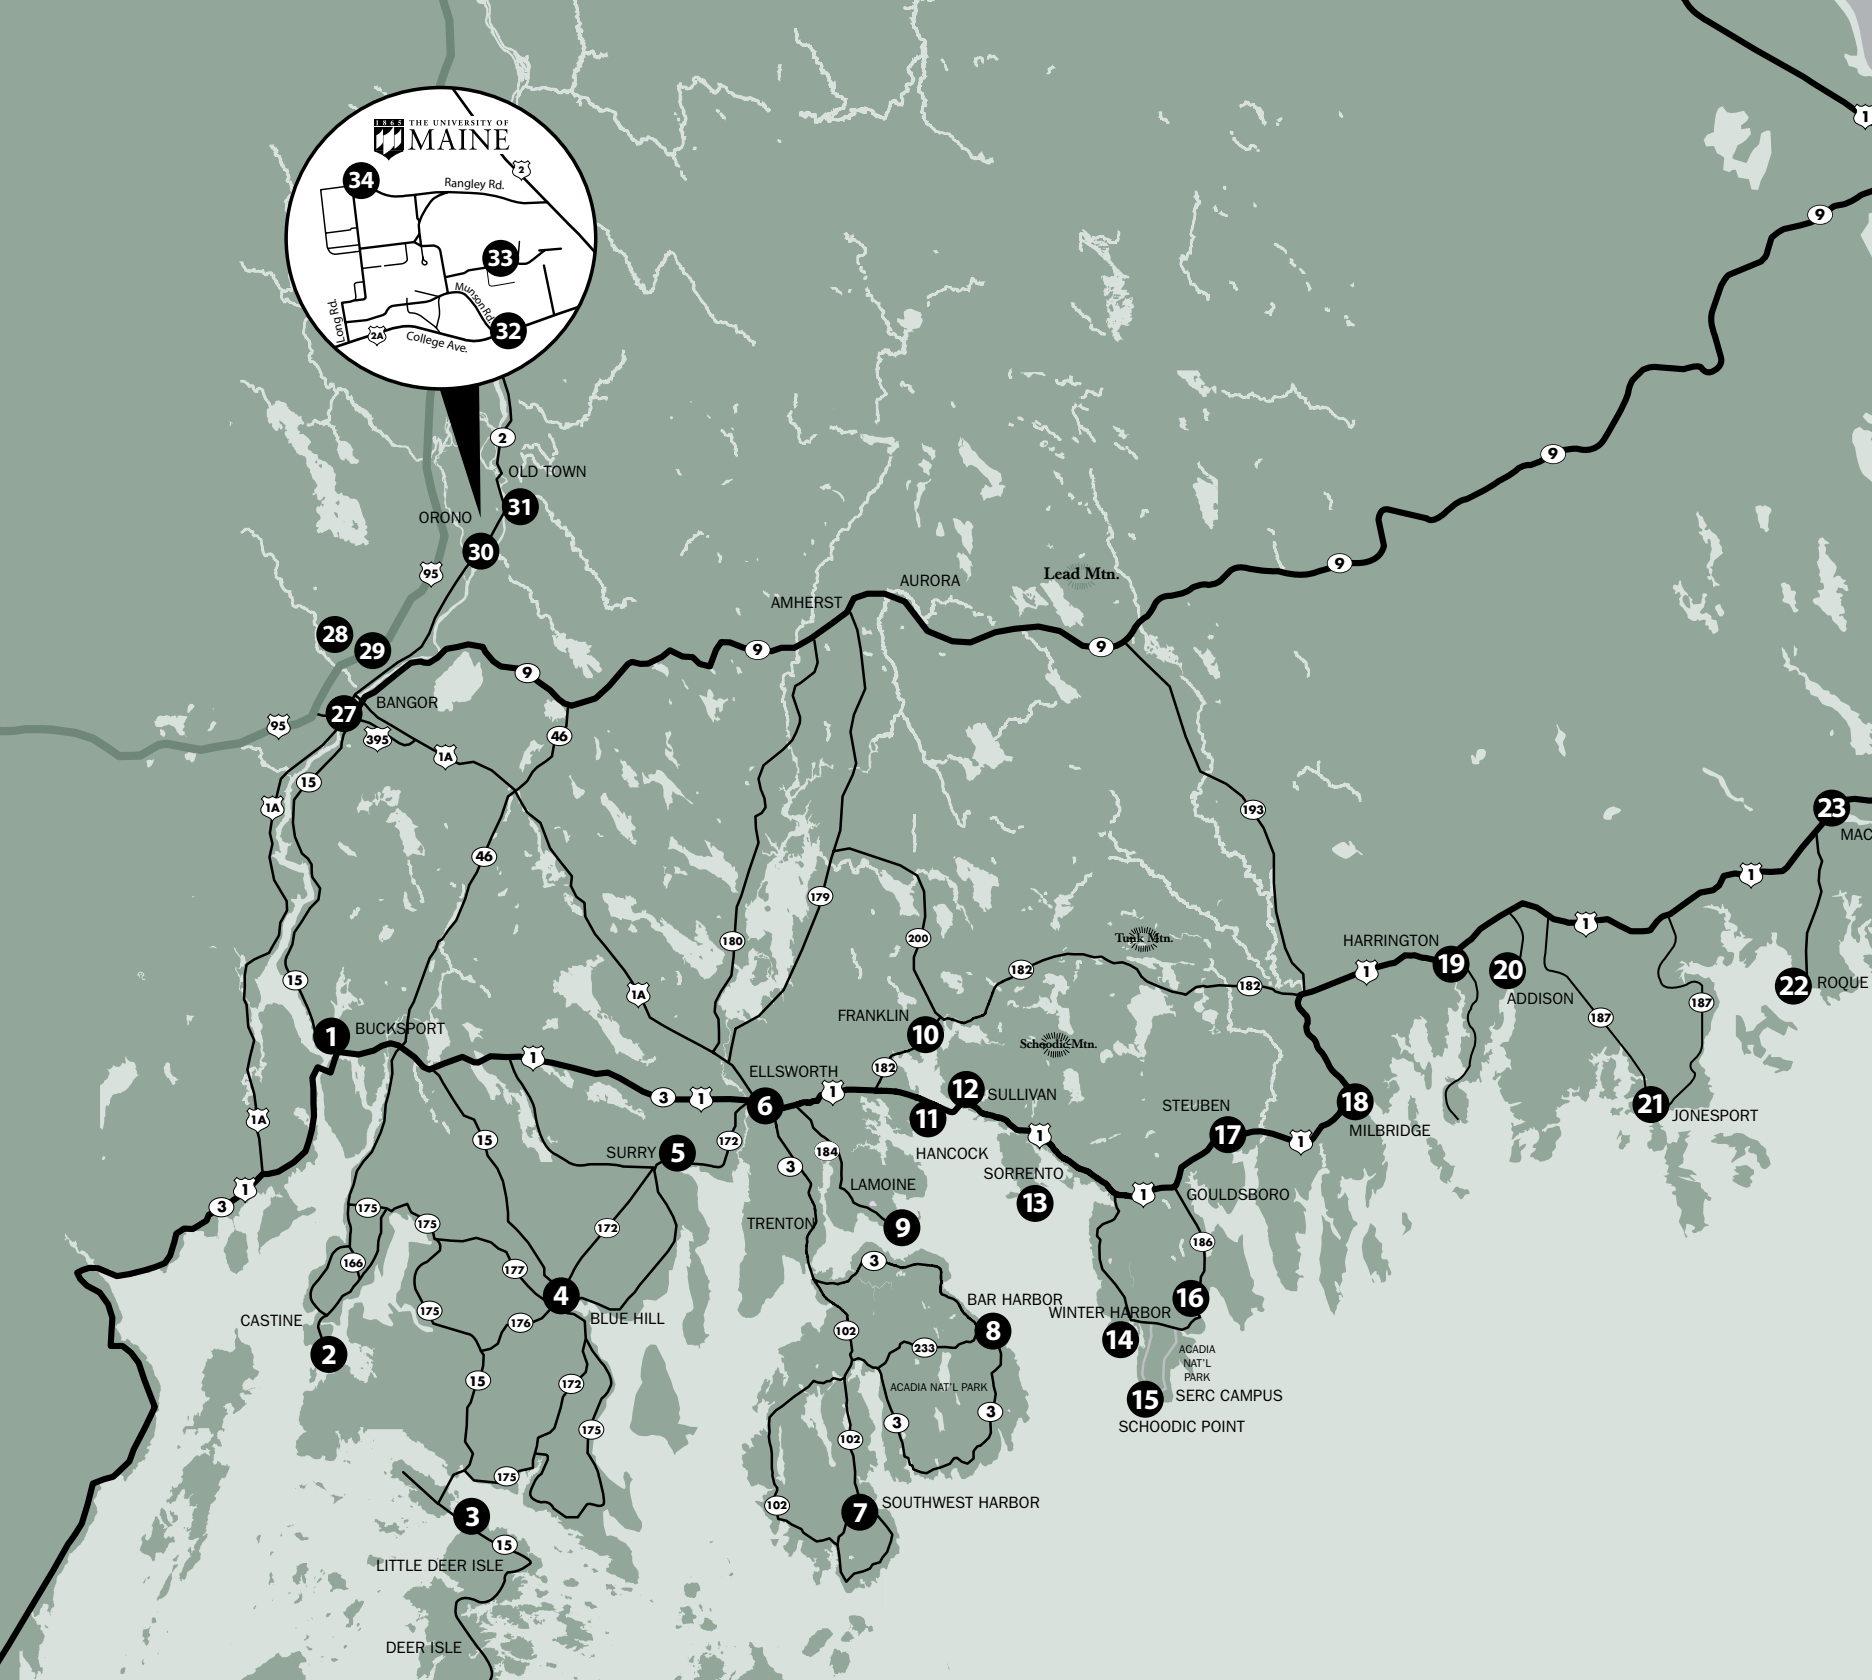 1
9
1865 THE UNIVERSITY OF
MAINE
2
34
Rangley Rd.
33
Munson Rd.
Long Rd.
2A
College Ave.
32
2
OLD TOWN
31
ORONO
30
95
9
9
9
Lead Mtn.
AURORA
AMHERST
28
29
9
9
9
BANGOR
27
95
395
46
1A
15
1A
193
23
MAC
46
1
179
180
200
Tunk Mtn.
182
182
HARRINGTON
1
19
1
20
ADDISON
22
ROQUE
187
187
15
1A
BUCKSPORT
1
FRANKLIN
10
Schoodic Mtn.
1
182
ELLSWORTH
3
1
6
1
12
SULLIVAN
11
HANCOCK
1
STEUBEN
17
1
18
MILBRIDGE
21
JONESPORT
1A
15
SURRY
5
172
3
184
LAMOINE
SORRENTO
13
1
GOULDSBORO
3
1
175
175
172
TRENTON
9
186
166
177
3
4
BLUE HILL
175
176
CASTINE
2
102
BAR HARBOR
8
233
WINTER HARBOR
16
14
ACADIA
NAT'L
PARK
15
172
ACADIA NAT'L PARK
3
3
15
SERC CAMPUS
SCHOODIC POINT
175
102
175
102
7
SOUTHWEST HARBOR
3
15
LITTLE DEER ISLE
DEER ISLE